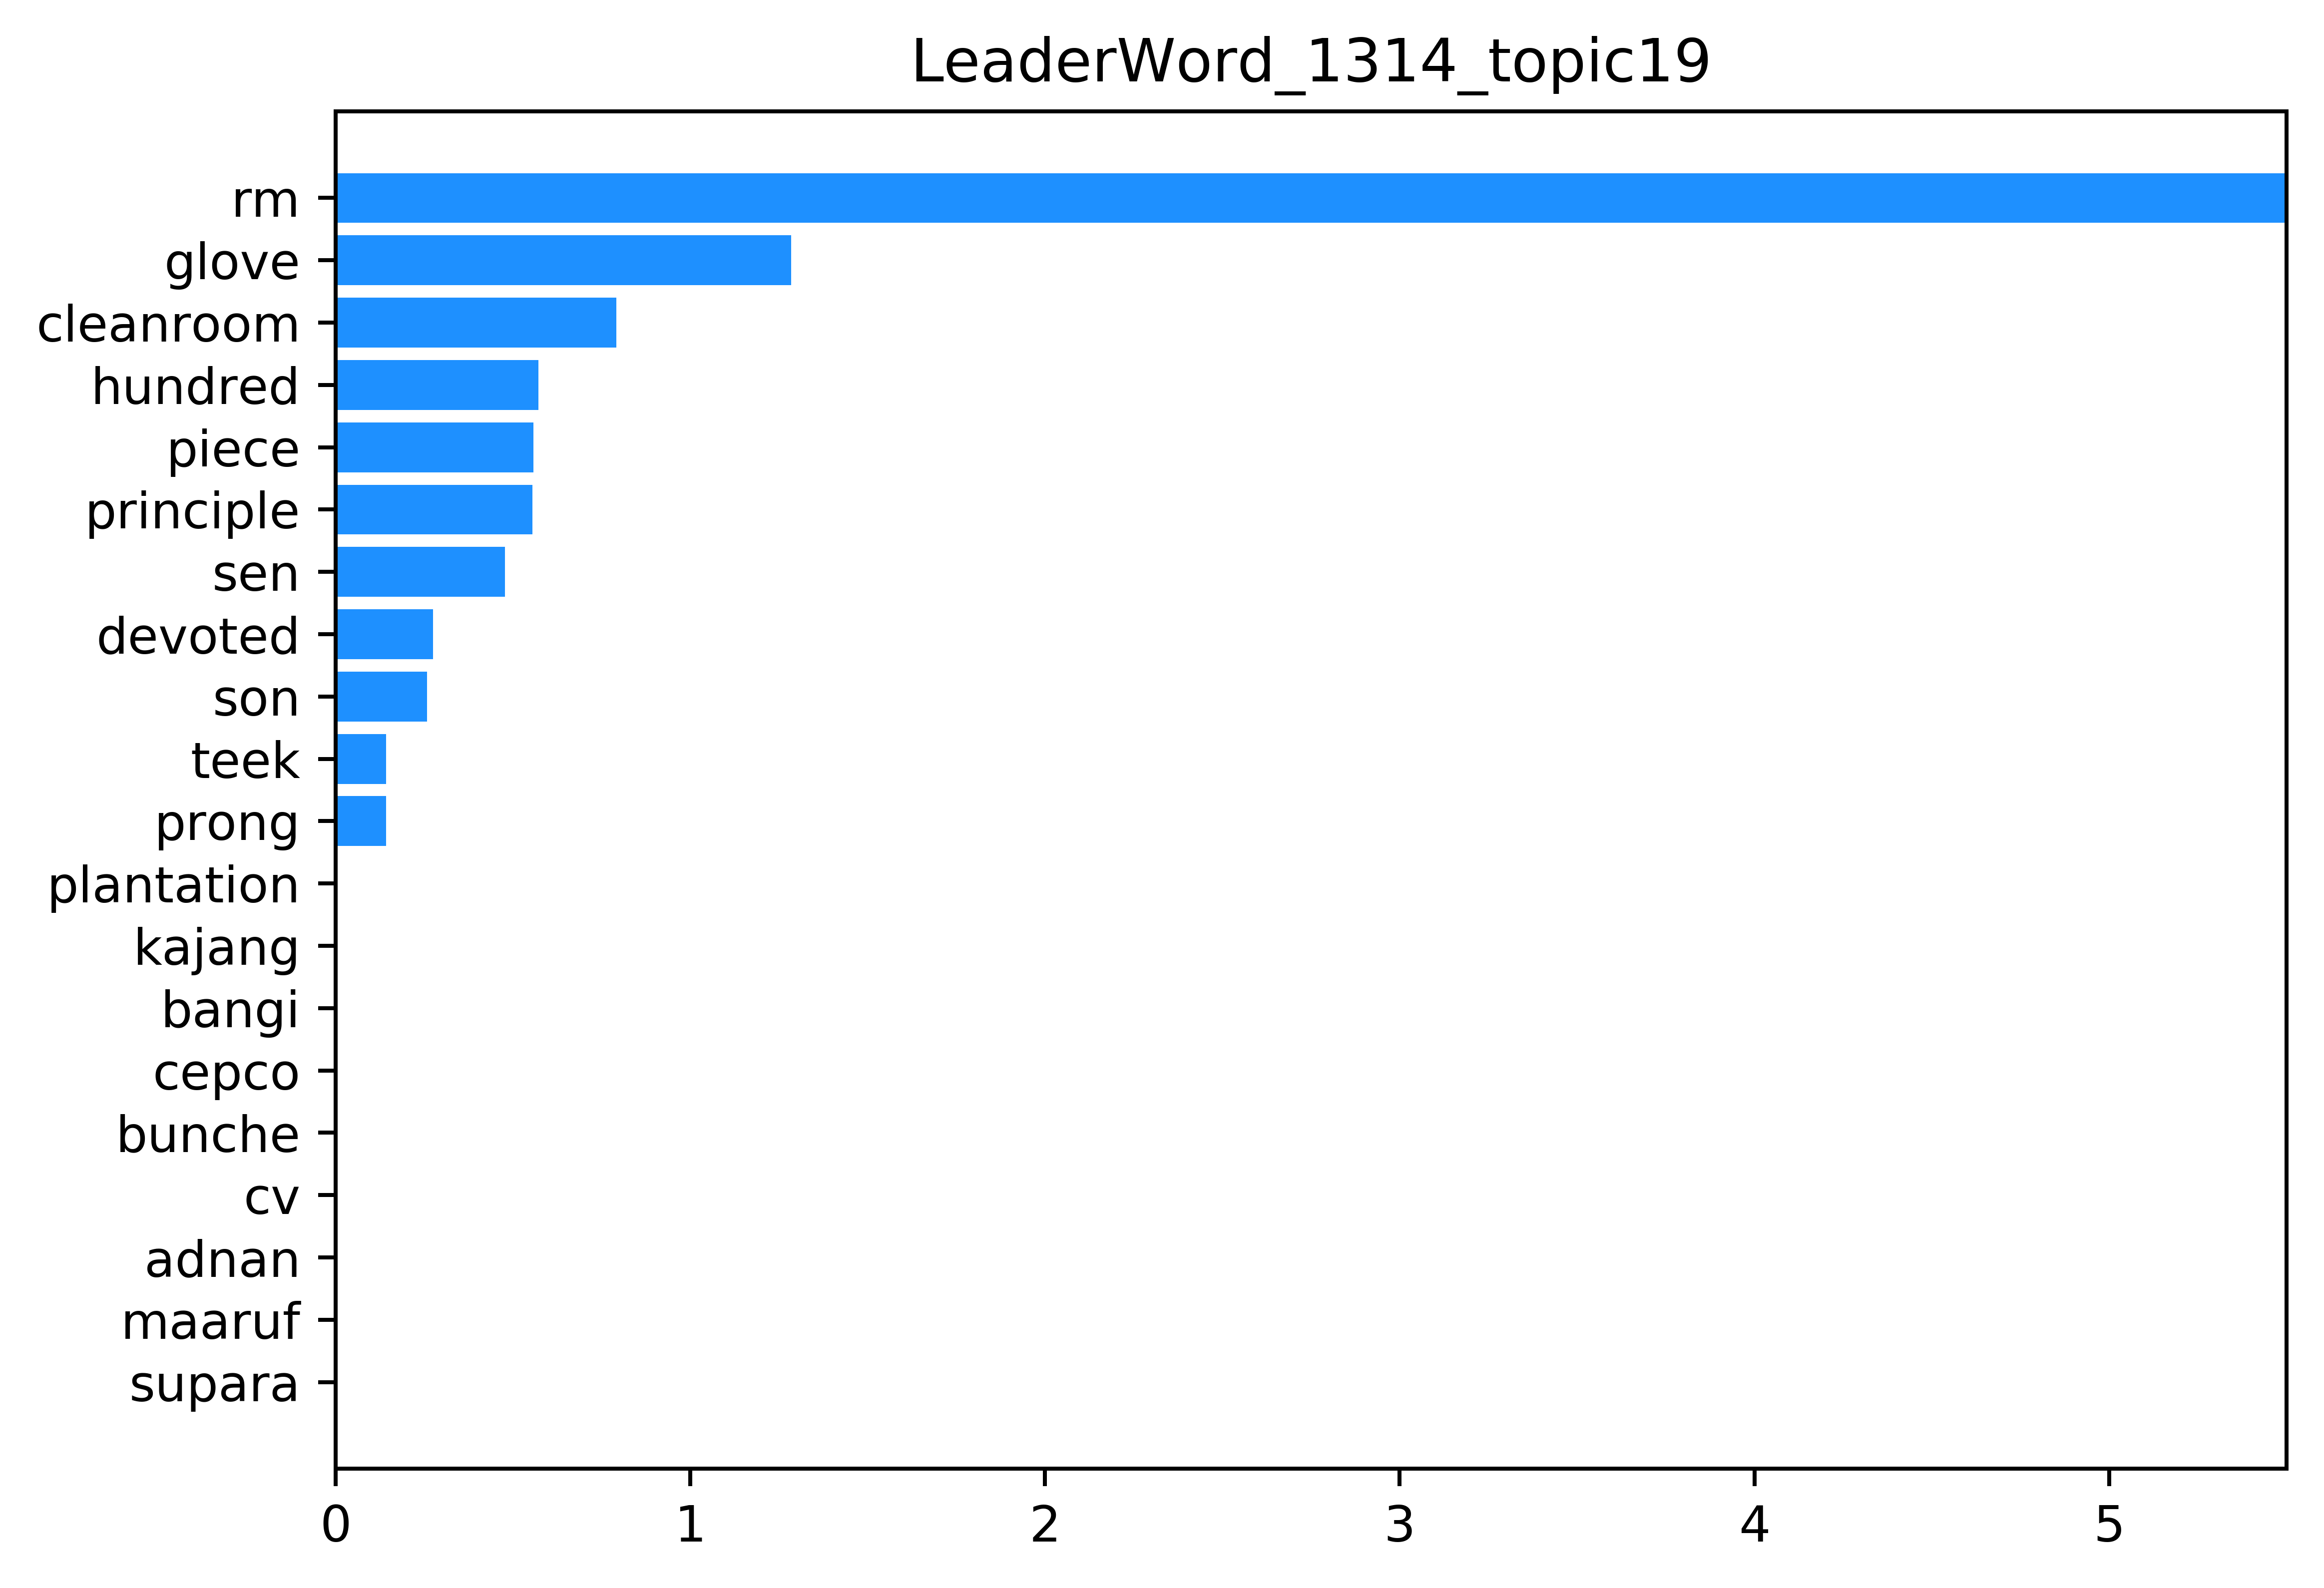 LeaderWord_1314_topic19
rm
glove
cleanroom
hundred
piece
principle
sen
devoted
son
teek
prong
plantation
kajang
bangi
cepco
bunche
cv
adnan
maaruf
supara
0 1 2 3 4 5